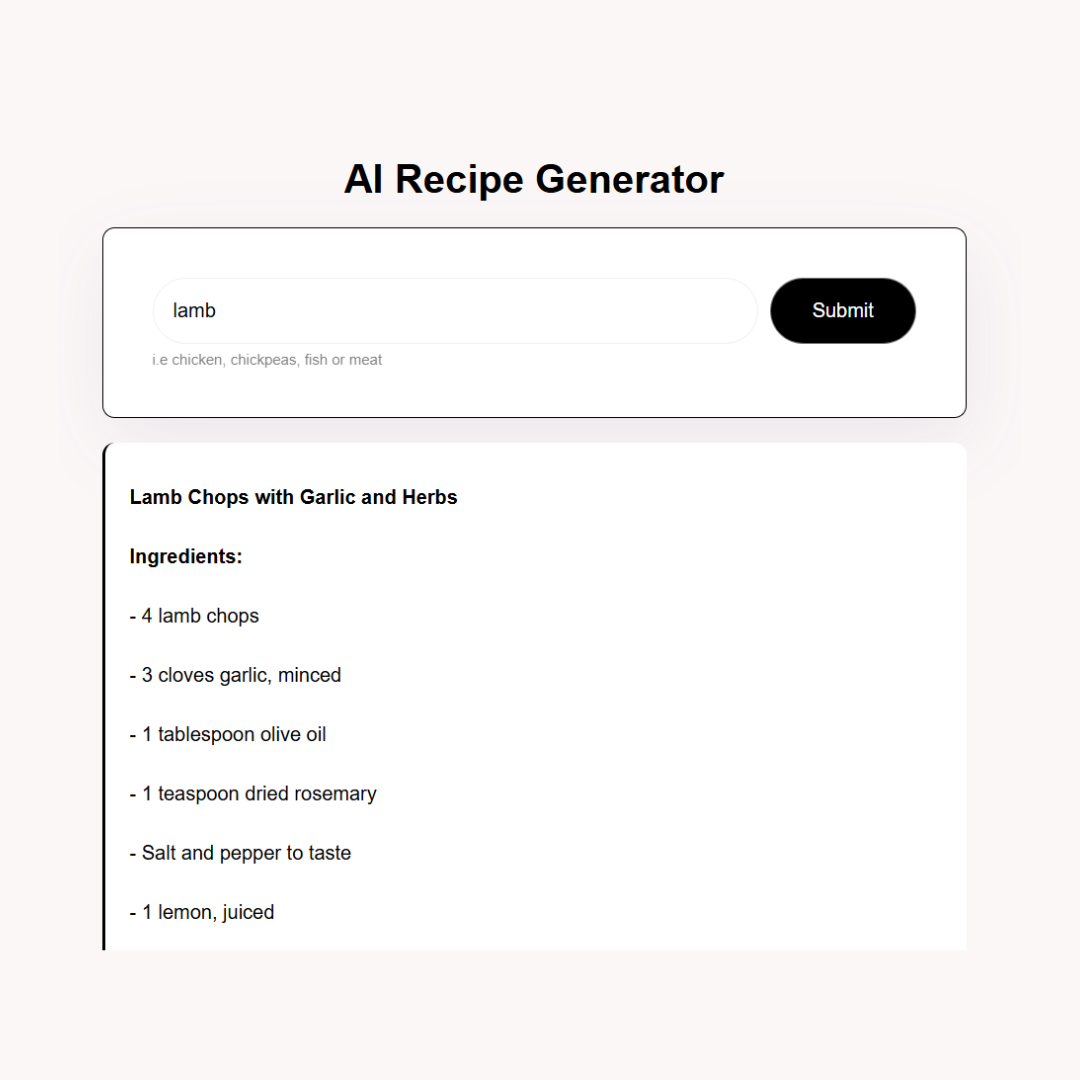 AI Recipe Generator
lamb
Submit
i.e chicken, chickpeas, fish or meat
Lamb Chops with Garlic and Herbs
Ingredients:
- 4 lamb chops
- 3 cloves garlic, minced
- 1 tablespoon olive oil
- 1 teaspoon dried rosemary
- Salt and pepper to taste
- 1 lemon, juiced